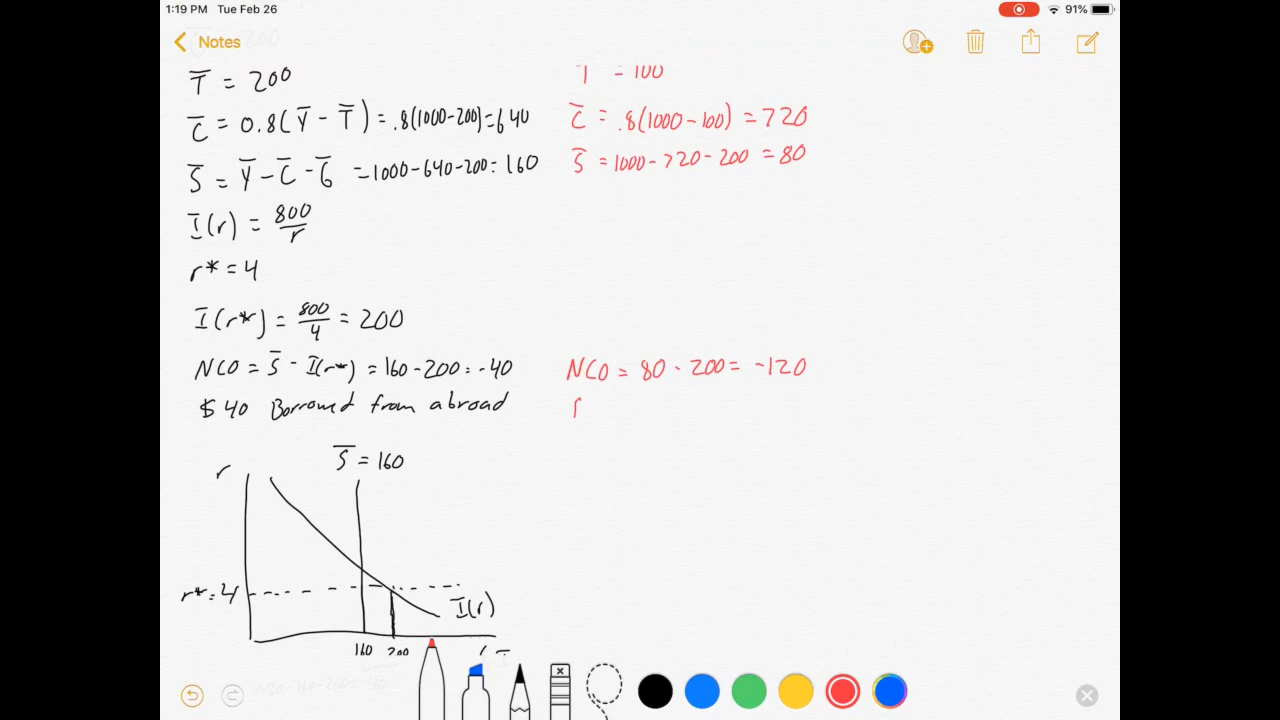 1:19 PM Tue Feb 26
91%
Notes
T̅ = 200
C̅ = 0.8(Y̅ - T̅) = .8(1000-200) = 640
S̅ = Y̅ - C̅ - G̅ = 1000-640-200 = 160
I(r) = 800/r
r* = 4
I(r*) = 800/4 = 200
NCO = S̅ - I(r*) = 160-200 = -40
$40 Borrowed from abroad
T = 100
C̅ = .8(1000-100) = 720
S̅ = 1000-720-200 = 80
NCO = 80-200 = -120
S̅ = 160
r
r* = 4
I(r)
160 200 I